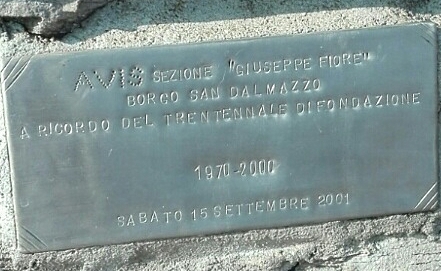 AVIS SEZIONE "GIUSEPPE FIORE"
BORGO SAN DALMAZZO
A RICORDO DEL TRENTENNALE DI FONDAZIONE
1970-2000
SABATO 15 SETTEMBRE 2001